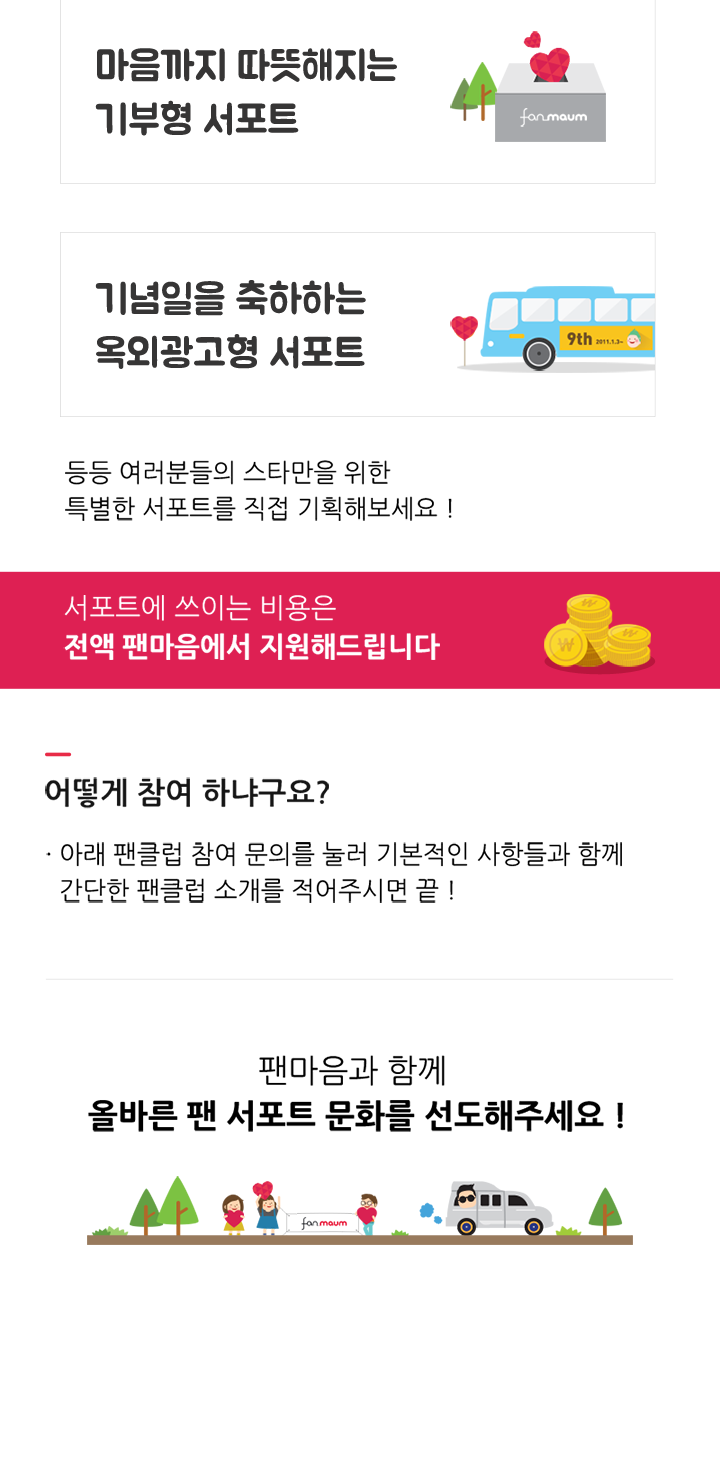 마음까지 따뜻해지는
기부형 서포트
fanmaum
기념일을 축하하는
옥외광고형 서포트
9th 2011.1.3~
등등 여러분들의 스타만을 위한
특별한 서포트를 직접 기획해보세요 !
서포트에 쓰이는 비용은
전액 팬마음에서 지원해드립니다
어떻게 참여 하냐구요?
· 아래 팬클럽 참여 문의를 눌러 기본적인 사항들과 함께
간단한 팬클럽 소개를 적어주시면 끝 !
팬마음과 함께
올바른 팬 서포트 문화를 선도해주세요 !
fanmaum